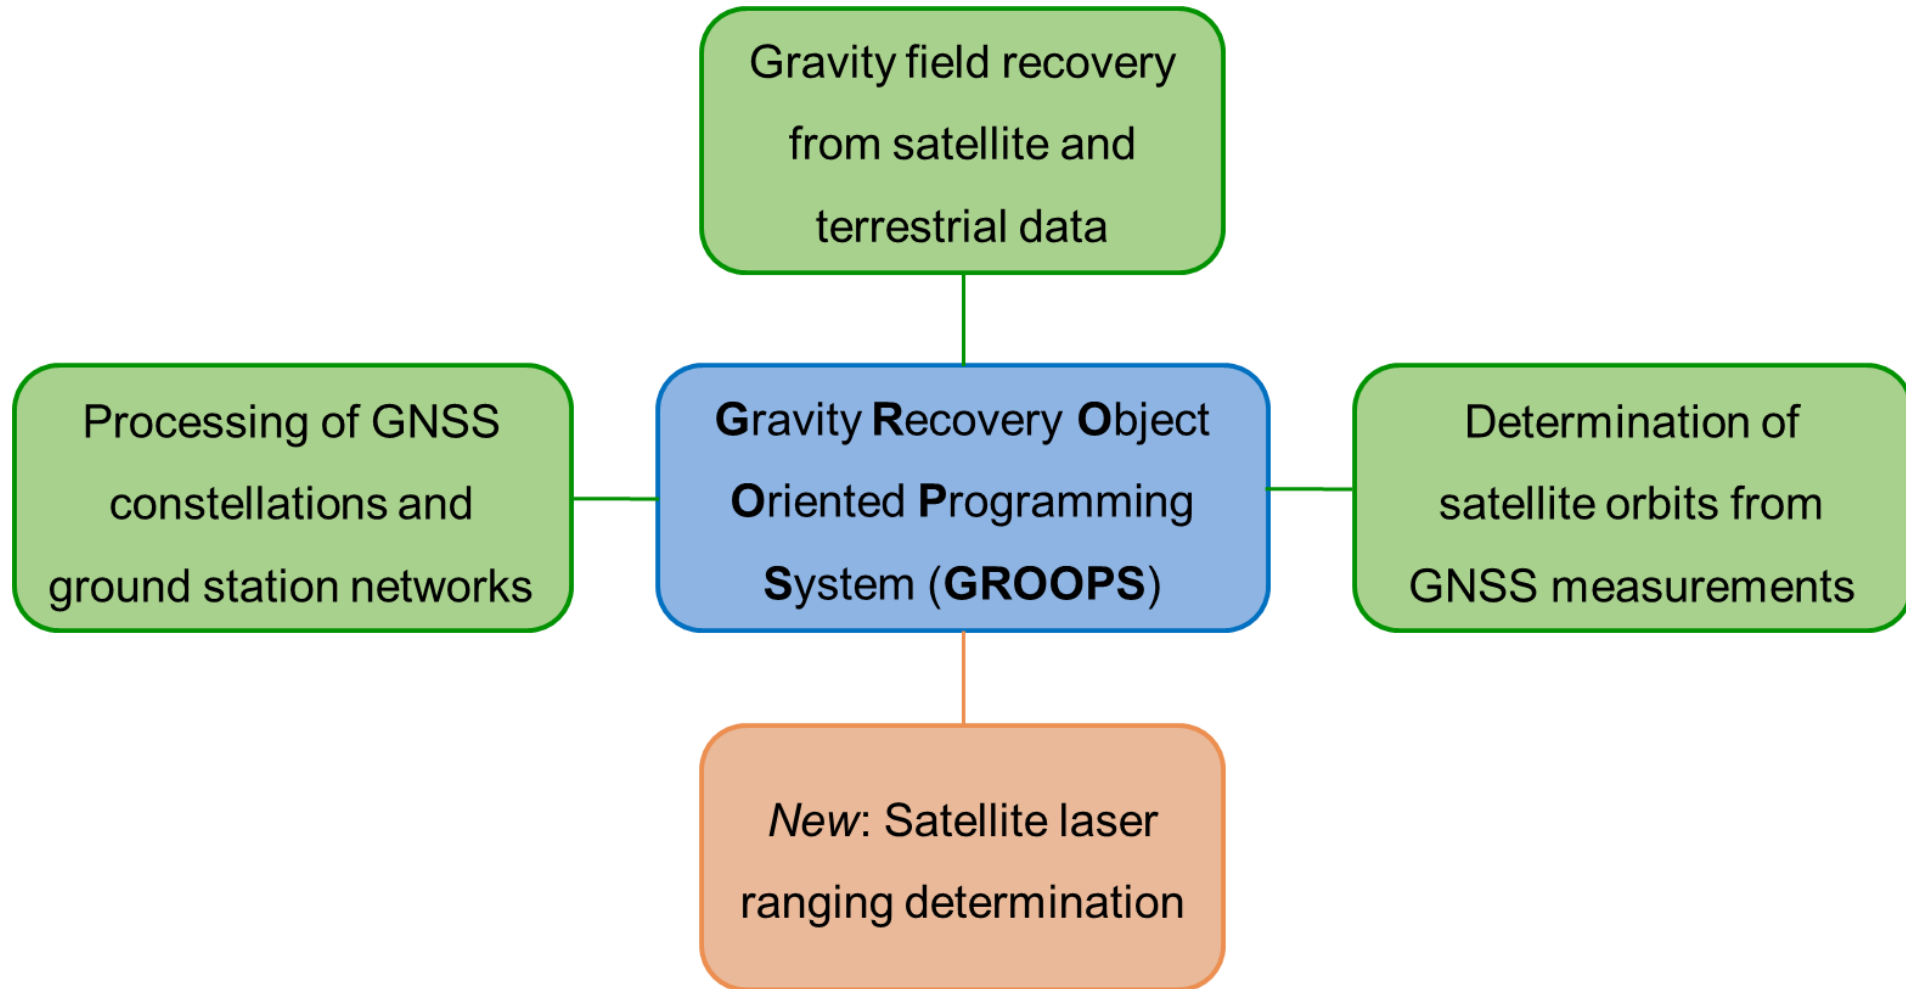 Gravity field recovery
from satellite and
terrestrial data
Processing of GNSS
constellations and
ground station networks
Gravity Recovery Object
Oriented Programming
System (GROOPS)
Determination of
satellite orbits from
GNSS measurements
New: Satellite laser
ranging determination